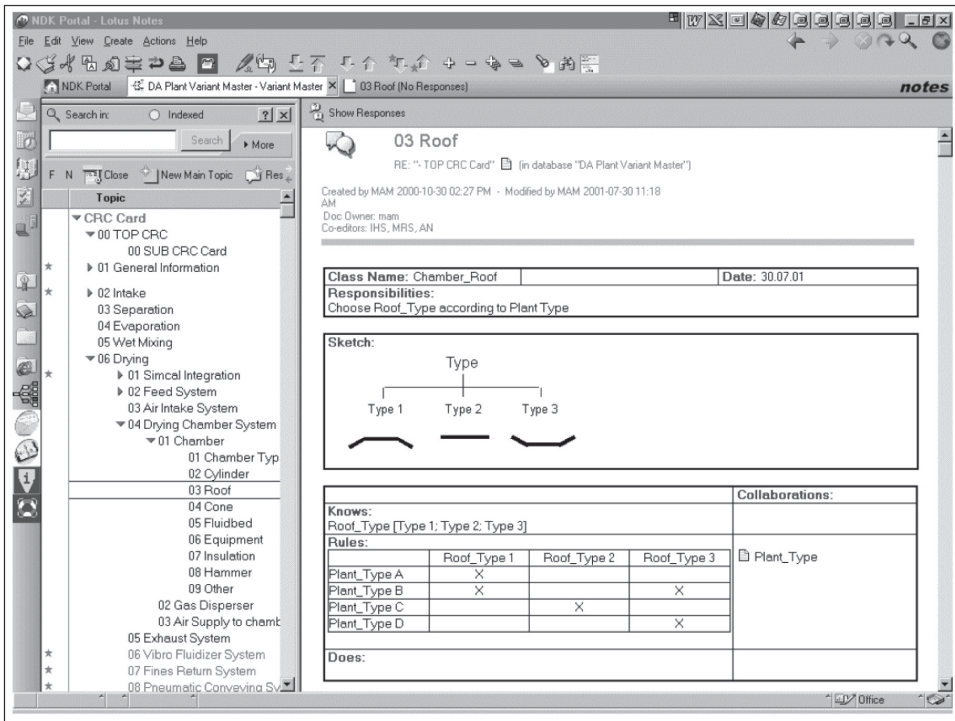 NDK Portal - Lotus Notes
File Edit View Create Actions Help
NDK Portal
DA Plant Variant Master - Variant Master
03 Roof (No Responses)
notes
Search in:
Indexed
Search
More
F N Close New Main Topic Res
Topic
CRC Card
00 TOP CRC
00 SUB CRC Card
01 General Information
02 Intake
03 Separation
04 Evaporation
05 Wet Mixing
06 Drying
01 Simcal Integration
02 Feed System
03 Air Intake System
04 Drying Chamber System
01 Chamber
01 Chamber Typ
02 Cylinder
03 Roof
04 Cone
05 Fluidbed
06 Equipment
07 Insulation
08 Hammer
09 Other
02 Gas Disperser
03 Air Supply to chamb
05 Exhaust System
06 Vibro Fluidizer System
07 Fines Return System
08 Pneumatic Conveying Sy
Show Responses
03 Roof
RE: "- TOP CRC Card" (in database "DA Plant Variant Master")
Created by MAM 2000-10-30 02:27 PM - Modified by MAM 2001-07-30 11:18
AM
Doc Owner: mam
Co-editors: IHS, MRS, AN
Class Name: Chamber_Roof
Date: 30.07.01
Responsibilities:
Choose Roof_Type according to Plant Type
Sketch:
Type
Type 1 Type 2 Type 3
Collaborations:
Knows:
Roof_Type [Type 1; Type 2; Type 3]
Rules:
Roof_Type 1 Roof_Type 2 Roof_Type 3
Plant_Type
Plant_Type A X
Plant_Type B X X
Plant_Type C X
Plant_Type D X
Does:
Office